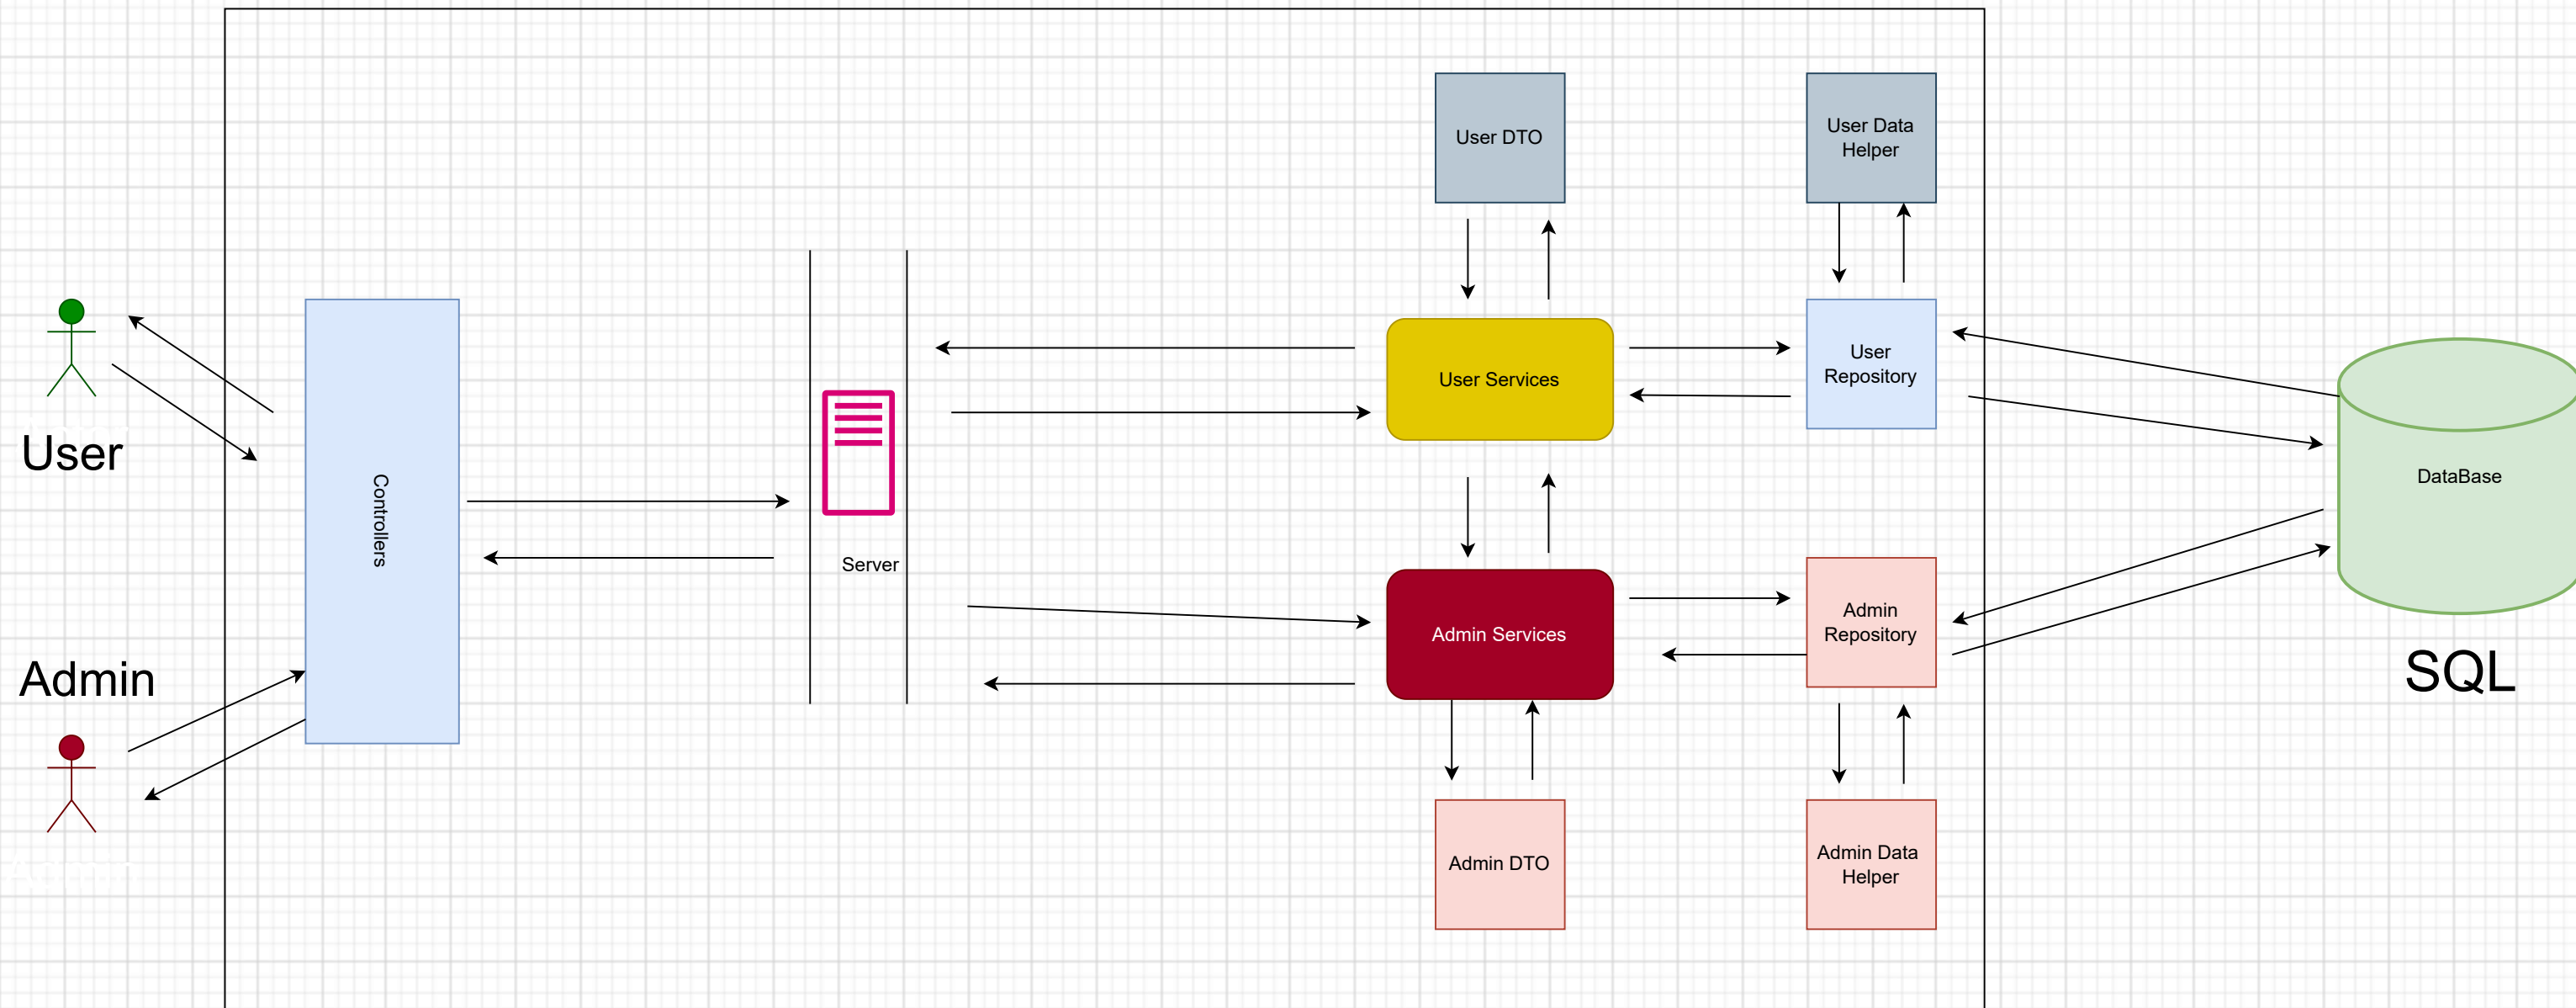 User DTO
User Data
Helper
User
Controllers
Server
User Services
User
Repository
DataBase
Admin
Admin Services
Admin
Repository
SQL
Admin DTO
Admin Data
Helper